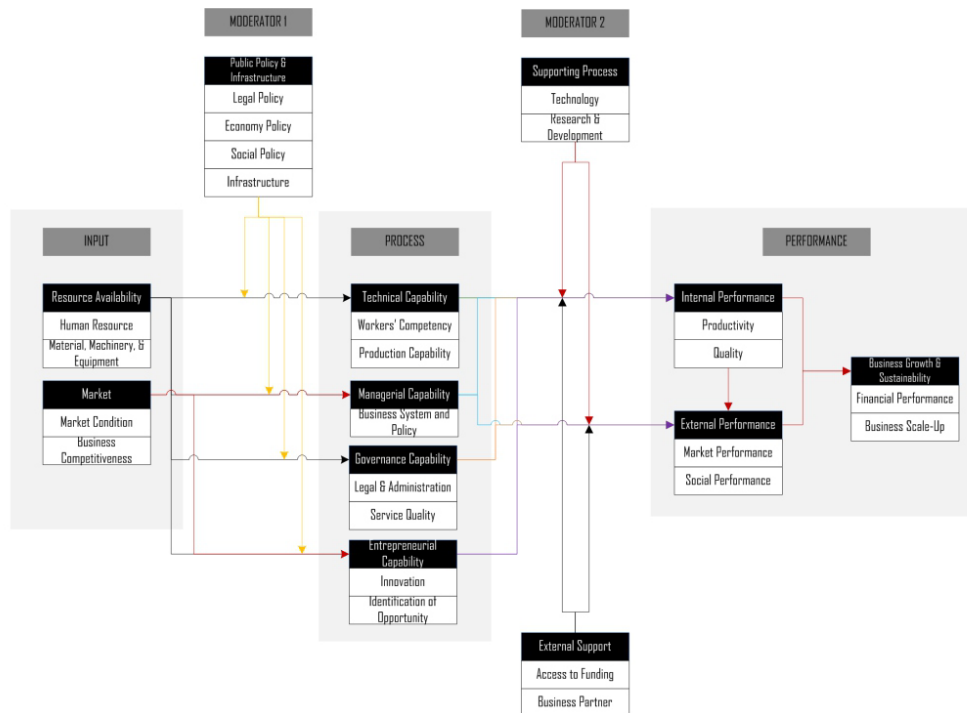 MODERATOR 1
Public Policy &
Infrastructure
Legal Policy
Economy Policy
Social Policy
Infrastructure
MODERATOR 2
Supporting Process
Technology
Research &
Development
INPUT
Resource Availability
Human Resource
Material, Machinery, &
Equipment
Market
Market Condition
Business
Competitiveness
PROCESS
Technical Capability
Workers' Competency
Production Capability
Managerial Capability
Business System and
Policy
Governance Capability
Legal & Administration
Service Quality
Entrepreneurial
Capability
Innovation
Identification of
Opportunity
External Support
Access to Funding
Business Partner
PERFORMANCE
Internal Performance
Productivity
Quality
External Performance
Market Performance
Social Performance
Business Growth &
Sustainability
Financial Performance
Business Scale-Up